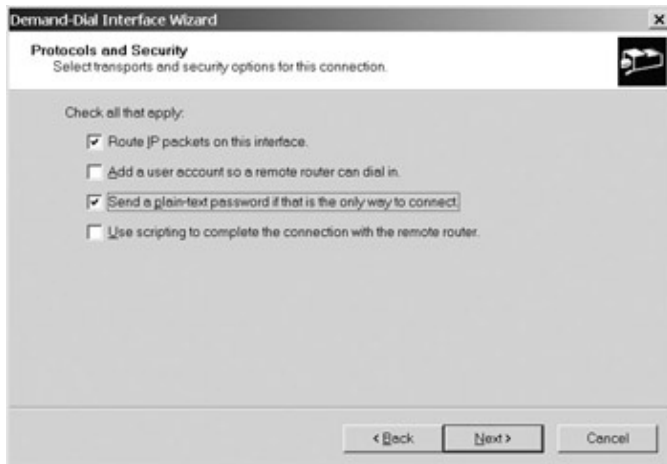 Demand-Dial Interface Wizard
Protocols and Security
Select transports and security options for this connection.
Check all that apply:
Route IP packets on this interface.
Add a user account so a remote router can dial in.
Send a plain-text password if that is the only way to connect.
Use scripting to complete the connection with the remote router.
< Back Next > Cancel